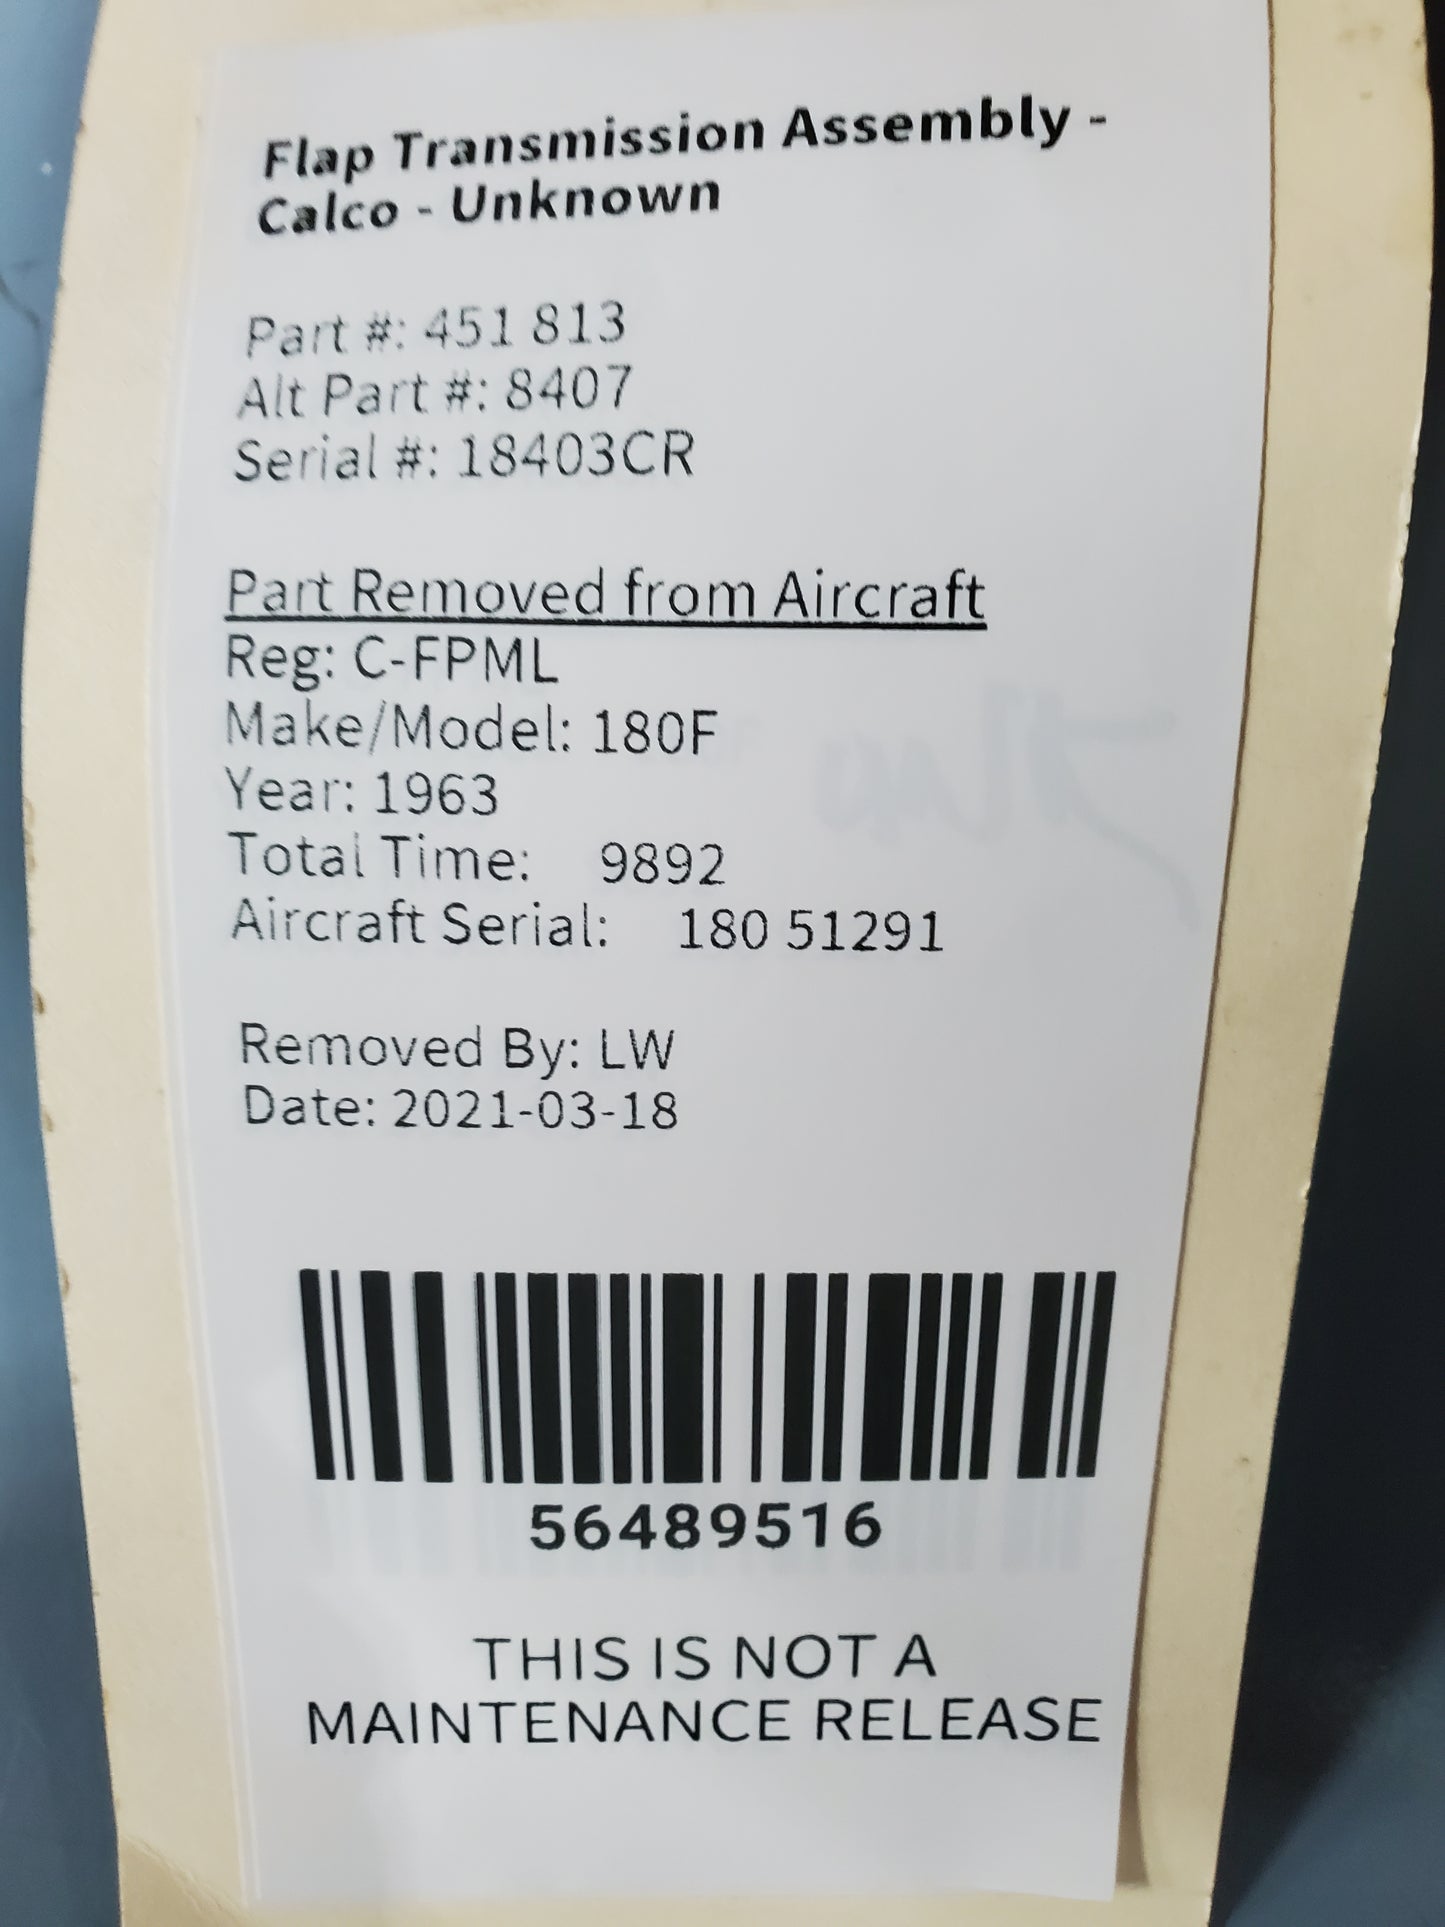 Flap Transmission Assembly -
Calco - Unknown
Part #: 451 813
Alt Part #: 8407
Serial #: 18403CR
Part Removed from Aircraft
Reg: C-FPML
Make/Model: 180F
Year: 1963
Total Time: 9892
Aircraft Serial: 180 51291
Removed By: LW
Date: 2021-03-18
56489516
THIS IS NOT A
MAINTENANCE RELEASE